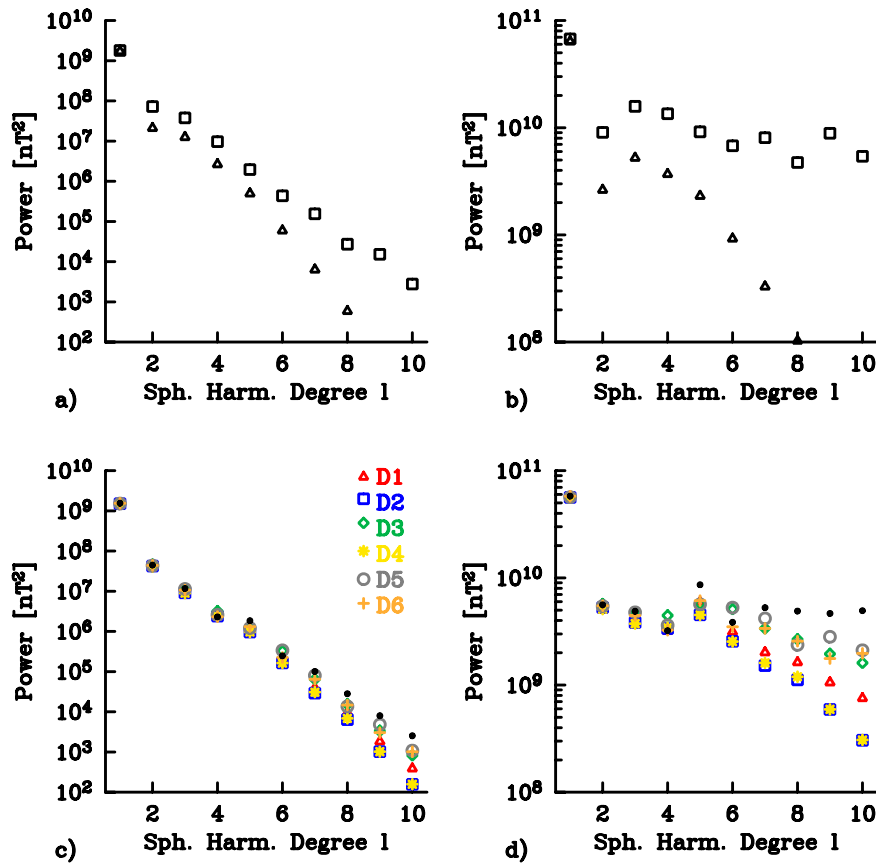 10^10
10^9
10^8
10^7
10^6
10^5
10^4
10^3
10^2
Power [nT^2]
2 4 6 8 10
Sph. Harm. Degree l
a)
10^11
10^10
10^9
10^8
Power [nT^2]
2 4 6 8 10
Sph. Harm. Degree l
b)
10^10
10^9
10^8
10^7
10^6
10^5
10^4
10^3
10^2
Power [nT^2]
D1
D2
D3
D4
D5
D6
2 4 6 8 10
Sph. Harm. Degree l
c)
10^11
10^10
10^9
10^8
Power [nT^2]
2 4 6 8 10
Sph. Harm. Degree l
d)